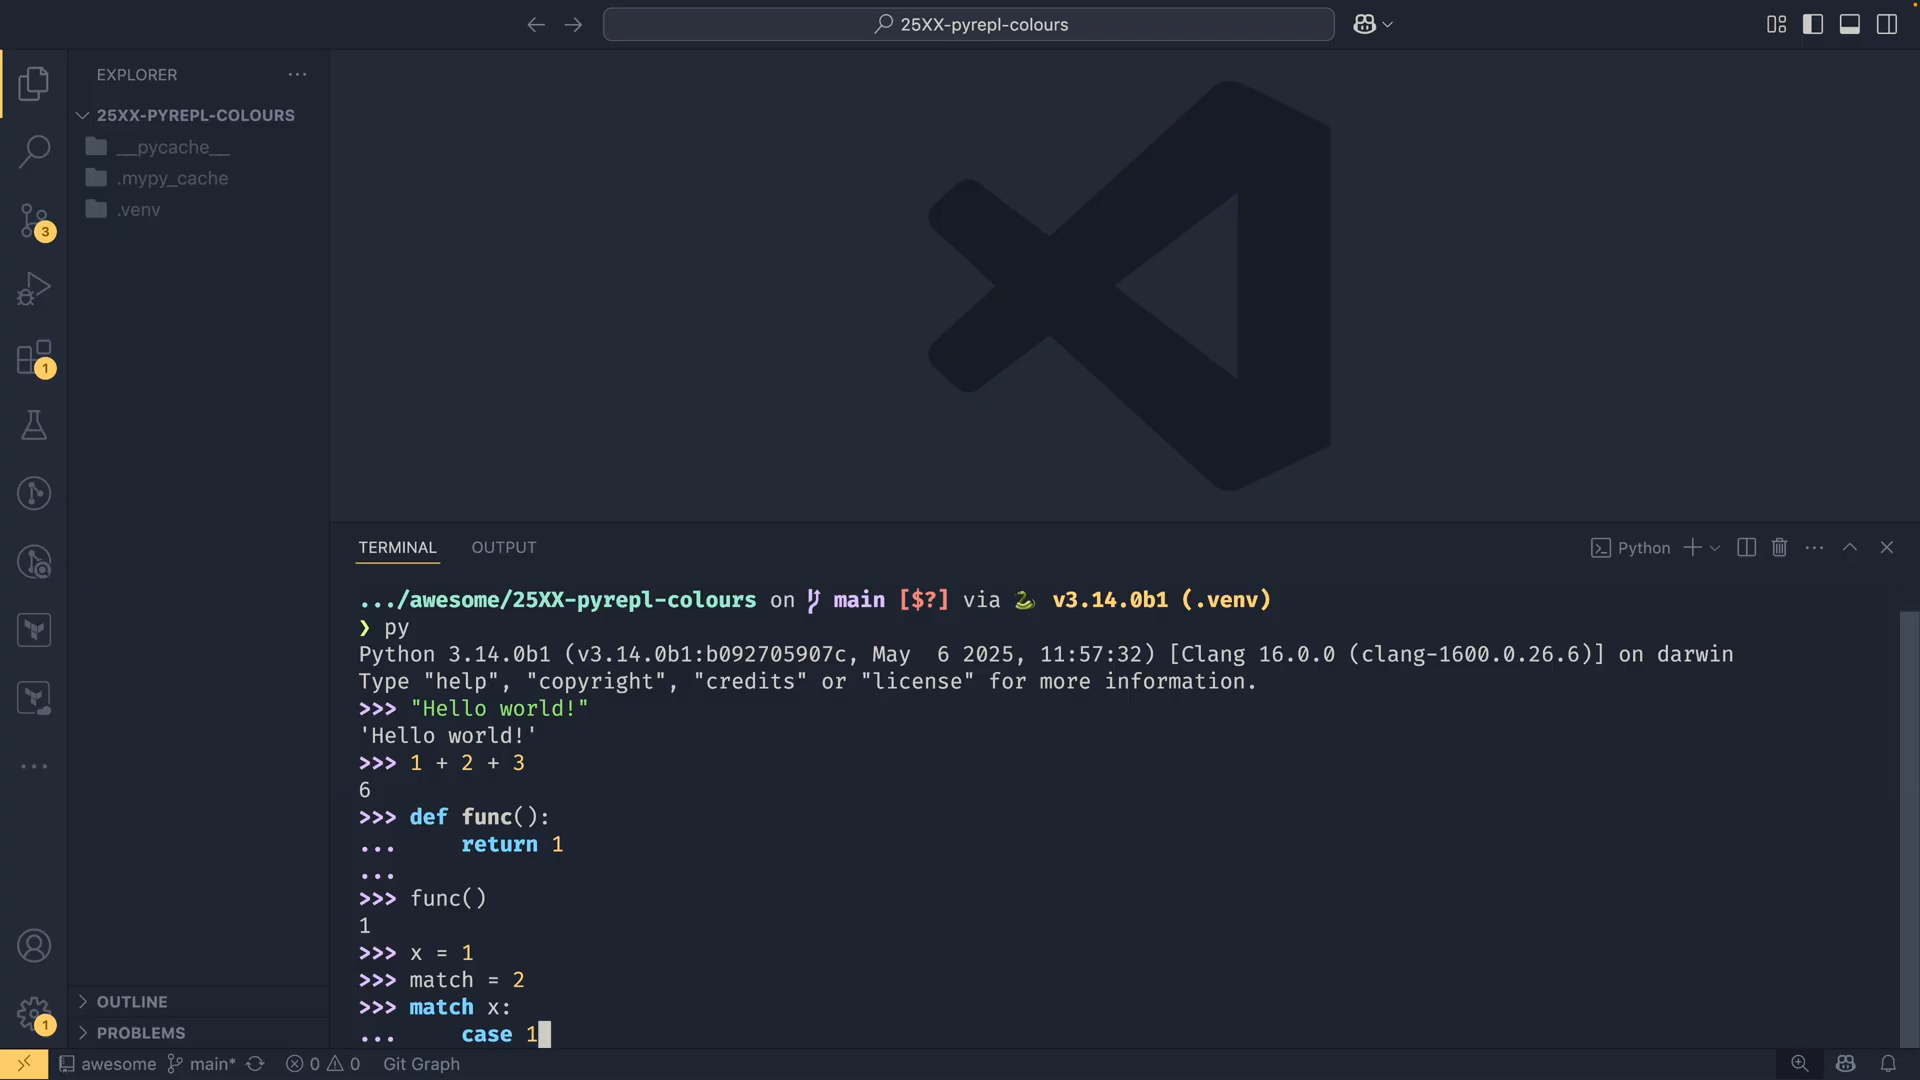 25XX-pyrepl-colours
EXPLORER
25XX-PYREPL-COLOURS
__pycache__
.mypy_cache
.venv
3
1
TERMINAL
OUTPUT
Python
.../awesome/25XX-pyrepl-colours on main [$?] via 🐍 v3.14.0b1 (.venv)
❯ py
Python 3.14.0b1 (v3.14.0b1:b092705907c, May  6 2025, 11:57:32) [Clang 16.0.0 (clang-1600.0.26.6)] on darwin
Type "help", "copyright", "credits" or "license" for more information.
>>> "Hello world!"
'Hello world!'
>>> 1 + 2 + 3
6
>>> def func():
...     return 1
...
>>> func()
1
>>> x = 1
>>> match = 2
>>> match x:
...     case 1
OUTLINE
PROBLEMS
1
awesome main* 0 0 Git Graph